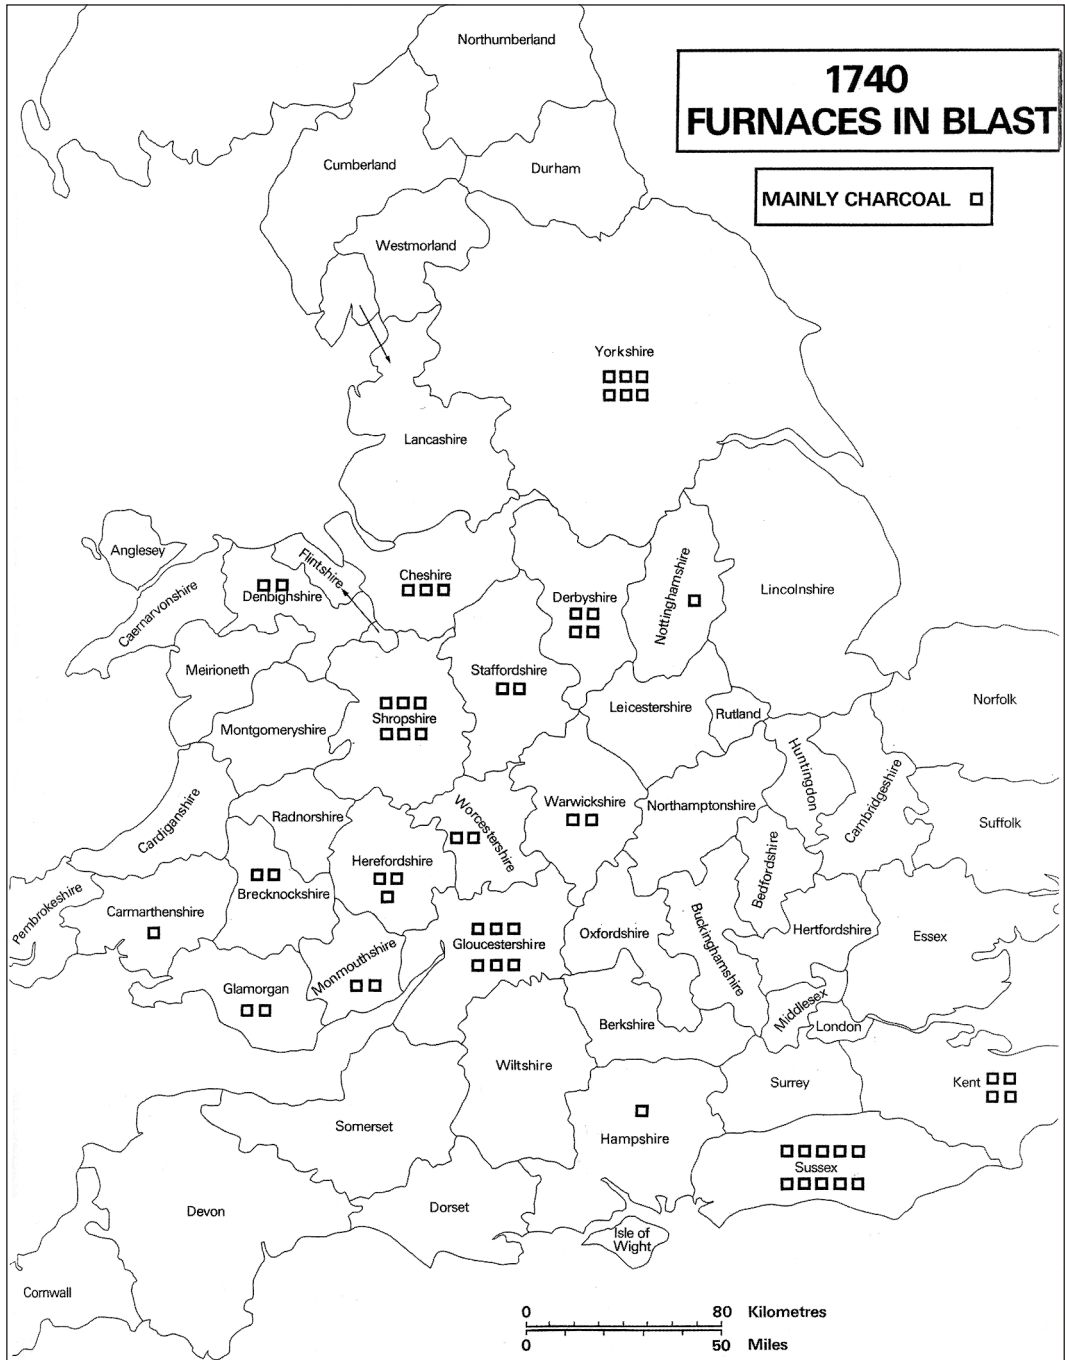 Northumberland
1740
FURNACES IN BLAST
Cumberland
Durham
MAINLY CHARCOAL
Westmorland
Yorkshire
Lancashire
Anglesey
Flintshire
Cheshire
Denbighshire
Caernarvonshire
Derbyshire
Nottinghamshire
Lincolnshire
Meirioneth
Staffordshire
Norfolk
Shropshire
Leicestershire
Rutland
Montgomeryshire
Huntingdon
Cambridgeshire
Cardiganshire
Radnorshire
Worcestershire
Warwickshire
Northamptonshire
Suffolk
Herefordshire
Bedfordshire
Brecknockshire
Pembrokeshire
Carmarthenshire
Gloucestershire
Oxfordshire
Buckinghamshire
Hertfordshire
Essex
Monmouthshire
Glamorgan
Middlesex
Berkshire
London
Wiltshire
Surrey
Kent
Somerset
Hampshire
Sussex
Devon
Dorset
Isle of
Wight
Cornwall
0 80 Kilometres
0 50 Miles